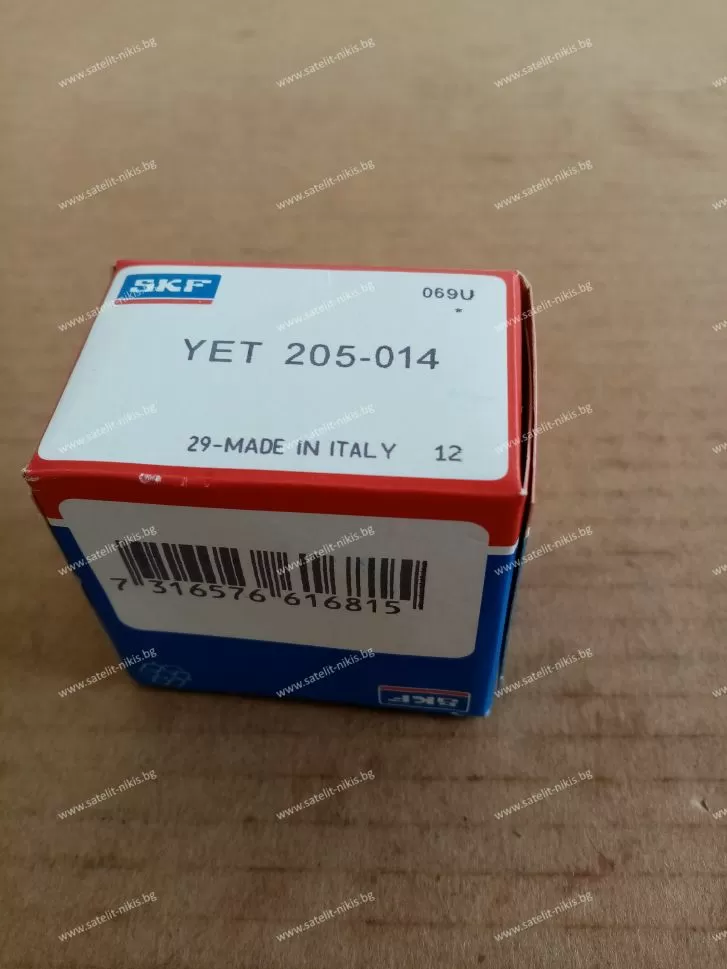 SKF
069U
*
YET 205-014
29-MADE IN ITALY 12
7 316576 616815
SKF
www.satelit-nikis.bg